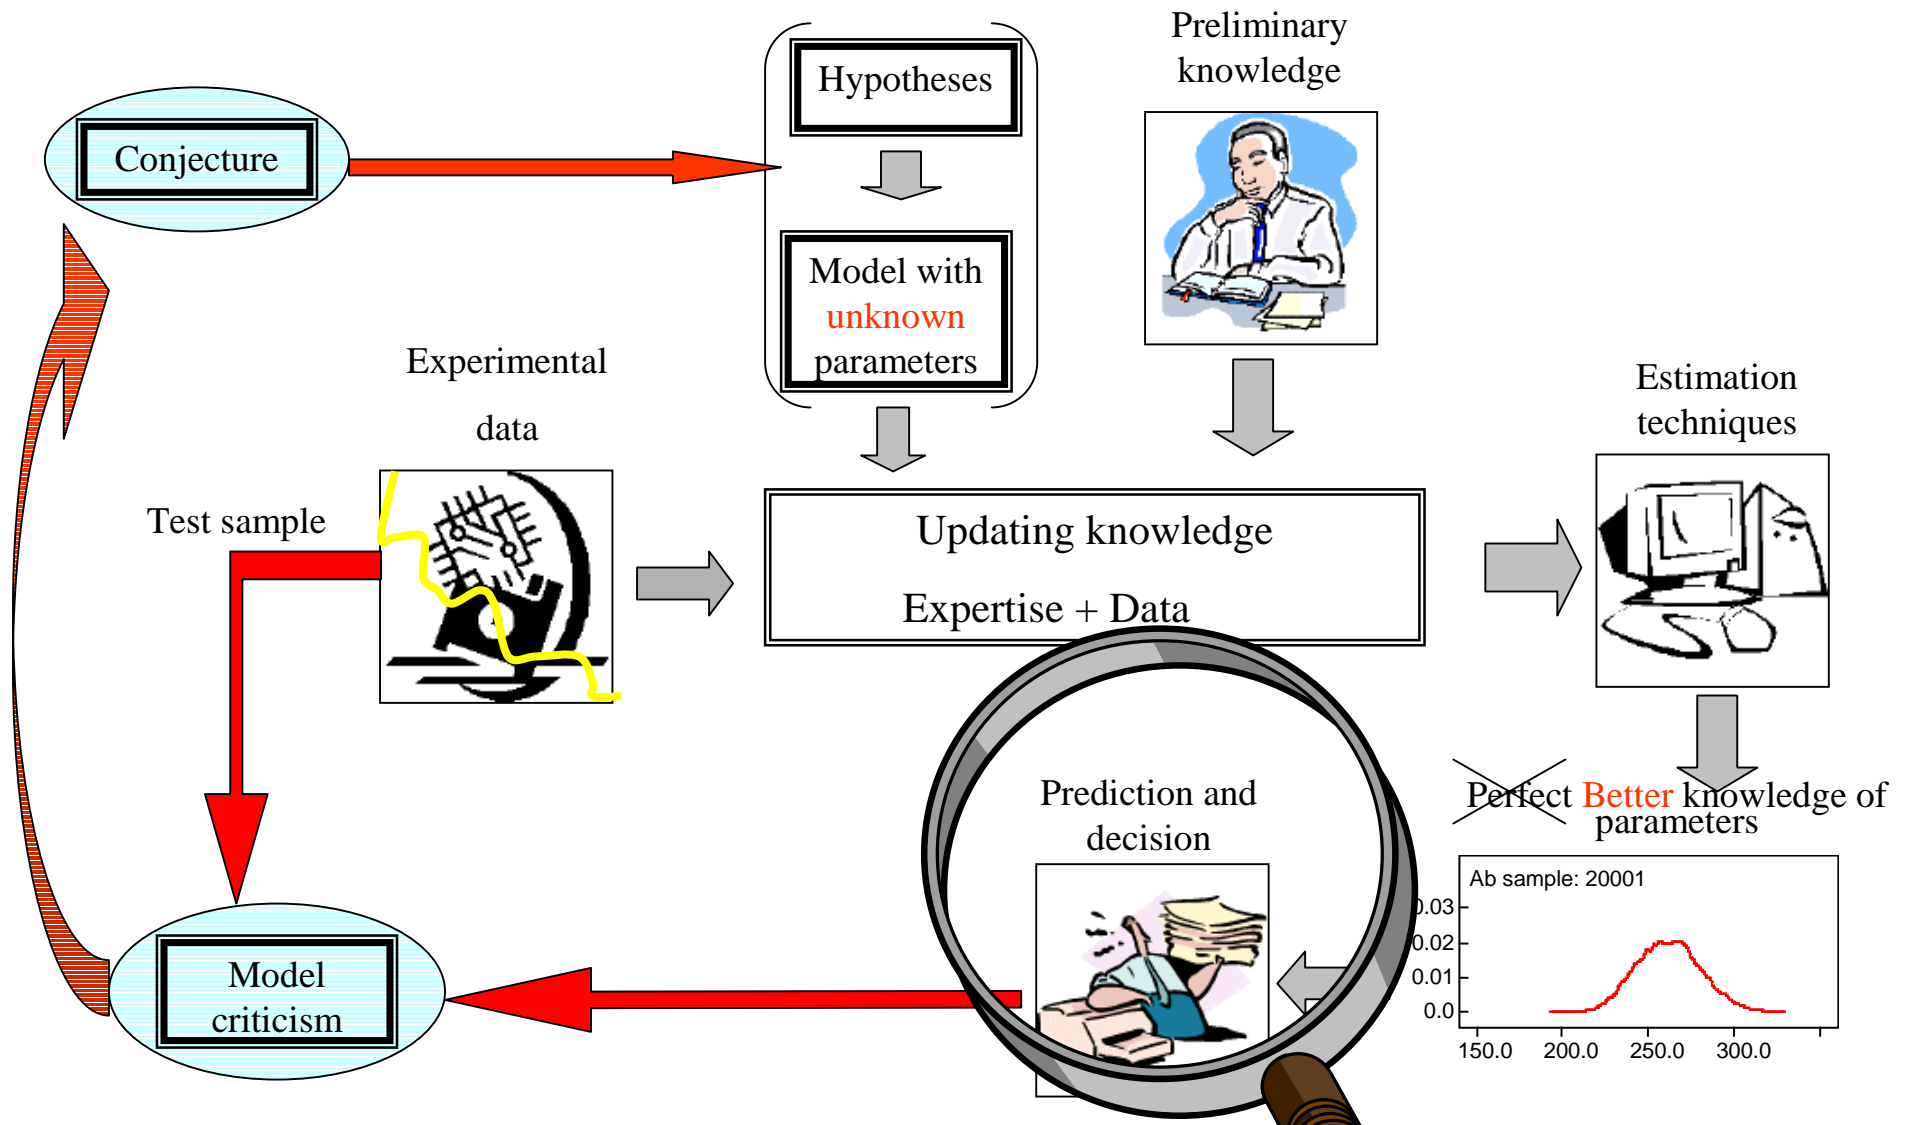 Preliminary
knowledge
Hypotheses
Conjecture
Model with
unknown
parameters
Experimental
data
Estimation
techniques
Test sample
Updating knowledge
Expertise + Data
Prediction and
decision
Perfect Better knowledge of
parameters
Ab sample: 20001
0.03
0.02
0.01
0.0
150.0 200.0 250.0 300.0
Model
criticism